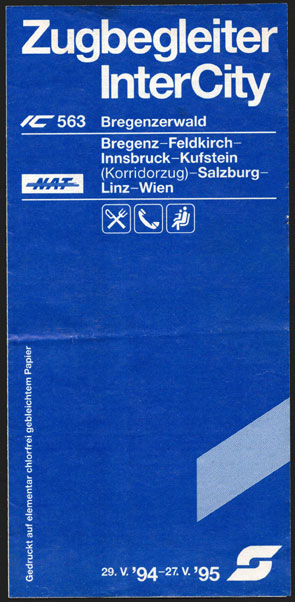 Zugbegleiter
InterCity
IC 563 Bregenzerwald
Bregenz–Feldkirch–
Innsbruck–Kufstein
(Korridorzug)–Salzburg–
Linz–Wien
NAT
Gedruckt auf elementar chlorfrei gebleichtem Papier
29. V. '94–27. V. '95